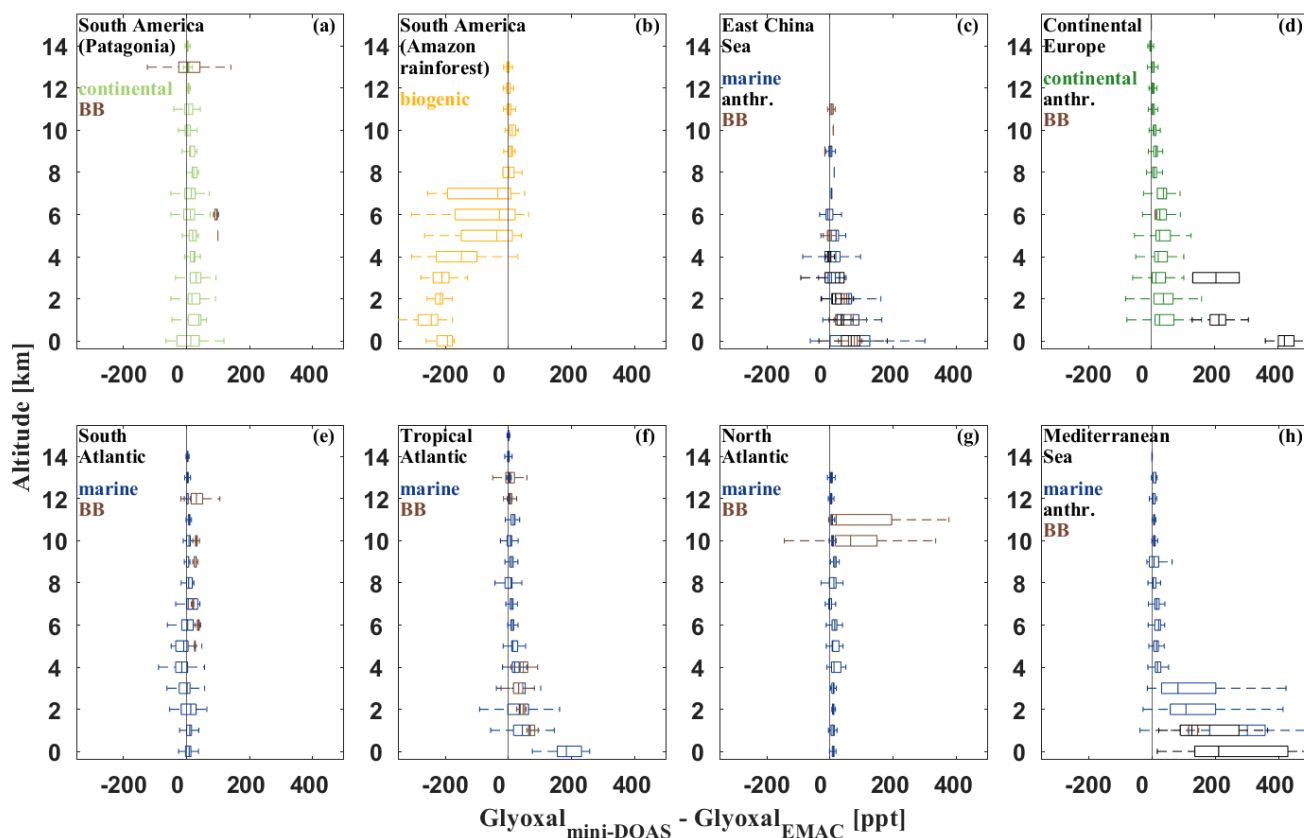 South America (a)
(Patagonia)
continental
BB
14
12
10
8
6
4
2
0
-200 0 200 400
South America (b)
(Amazon
rainforest)
biogenic
14
12
10
8
6
4
2
0
-200 0 200 400
East China (c)
Sea
marine
anthr.
BB
14
12
10
8
6
4
2
0
-200 0 200 400
Continental (d)
Europe
continental
anthr.
BB
14
12
10
8
6
4
2
0
-200 0 200 400
Altitude [km]
South (e)
Atlantic
marine
BB
14
12
10
8
6
4
2
0
-200 0 200 400
Tropical (f)
Atlantic
marine
BB
14
12
10
8
6
4
2
0
-200 0 200 400
North (g)
Atlantic
marine
BB
14
12
10
8
6
4
2
0
-200 0 200 400
Mediterranean (h)
Sea
marine
anthr.
BB
14
12
10
8
6
4
2
0
-200 0 200 400
Glyoxal mini-DOAS - Glyoxal EMAC [ppt]